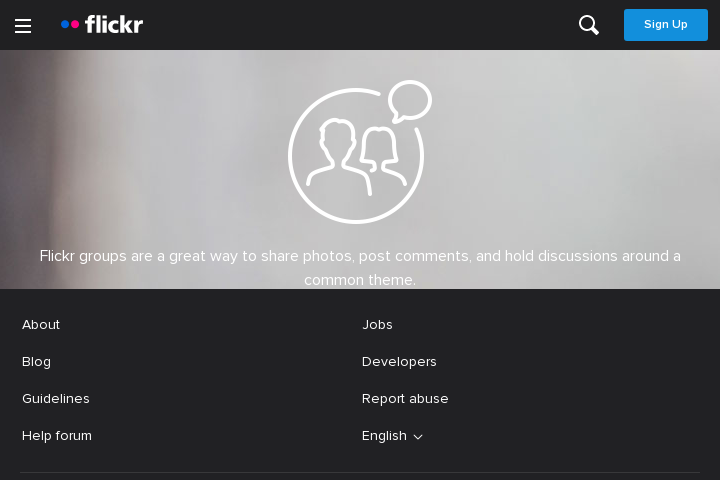 flickr
Sign Up
Flickr groups are a great way to share photos, post comments, and hold discussions around a
common theme.
About
Jobs
Blog
Developers
Guidelines
Report abuse
Help forum
English